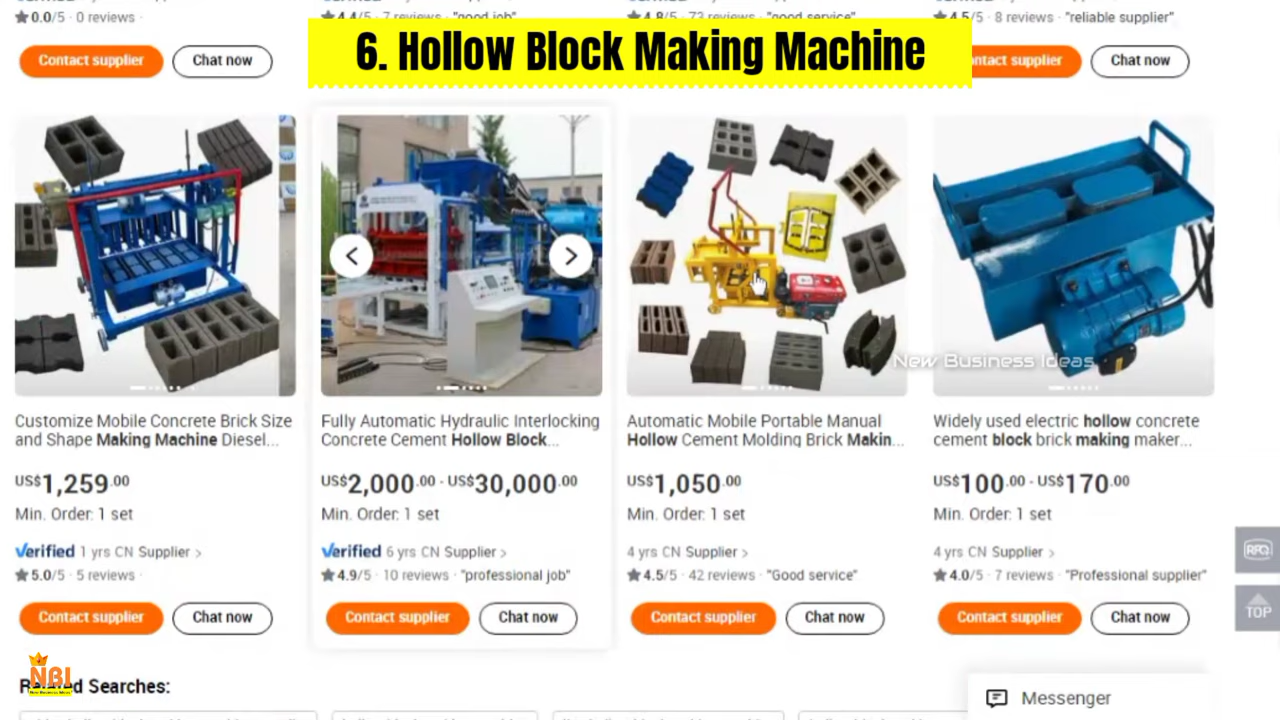 0.0/5 · 0 reviews ·
4.4/5 · 7 reviews · "good job"
4.8/5 · 73 reviews · "good service"
4.5/5 · 8 reviews · "reliable supplier"
6. Hollow Block Making Machine
Contact supplier
Chat now
ntact supplier
Chat now
New Business Ideas
Customize Mobile Concrete Brick Size
and Shape Making Machine Diesel...
US$1,259.00
Min. Order: 1 set
Verified 1 yrs CN Supplier >
5.0/5 · 5 reviews ·
Contact supplier
Chat now
Fully Automatic Hydraulic Interlocking
Concrete Cement Hollow Block...
US$2,000.00 - US$30,000.00
Min. Order: 1 set
Verified 6 yrs CN Supplier >
4.9/5 · 10 reviews · "professional job"
Contact supplier
Chat now
Automatic Mobile Portable Manual
Hollow Cement Molding Brick Makin...
US$1,050.00
Min. Order: 1 set
4 yrs CN Supplier >
4.5/5 · 42 reviews · "Good service"
Contact supplier
Chat now
Widely used electric hollow concrete
cement block brick making maker...
US$100.00 - US$170.00
Min. Order: 1 set
4 yrs CN Supplier >
4.0/5 · 7 reviews · "Professional supplier"
Contact supplier
Chat now
RFQ
TOP
NBI
New Business Ideas
Related Searches:
Messenger